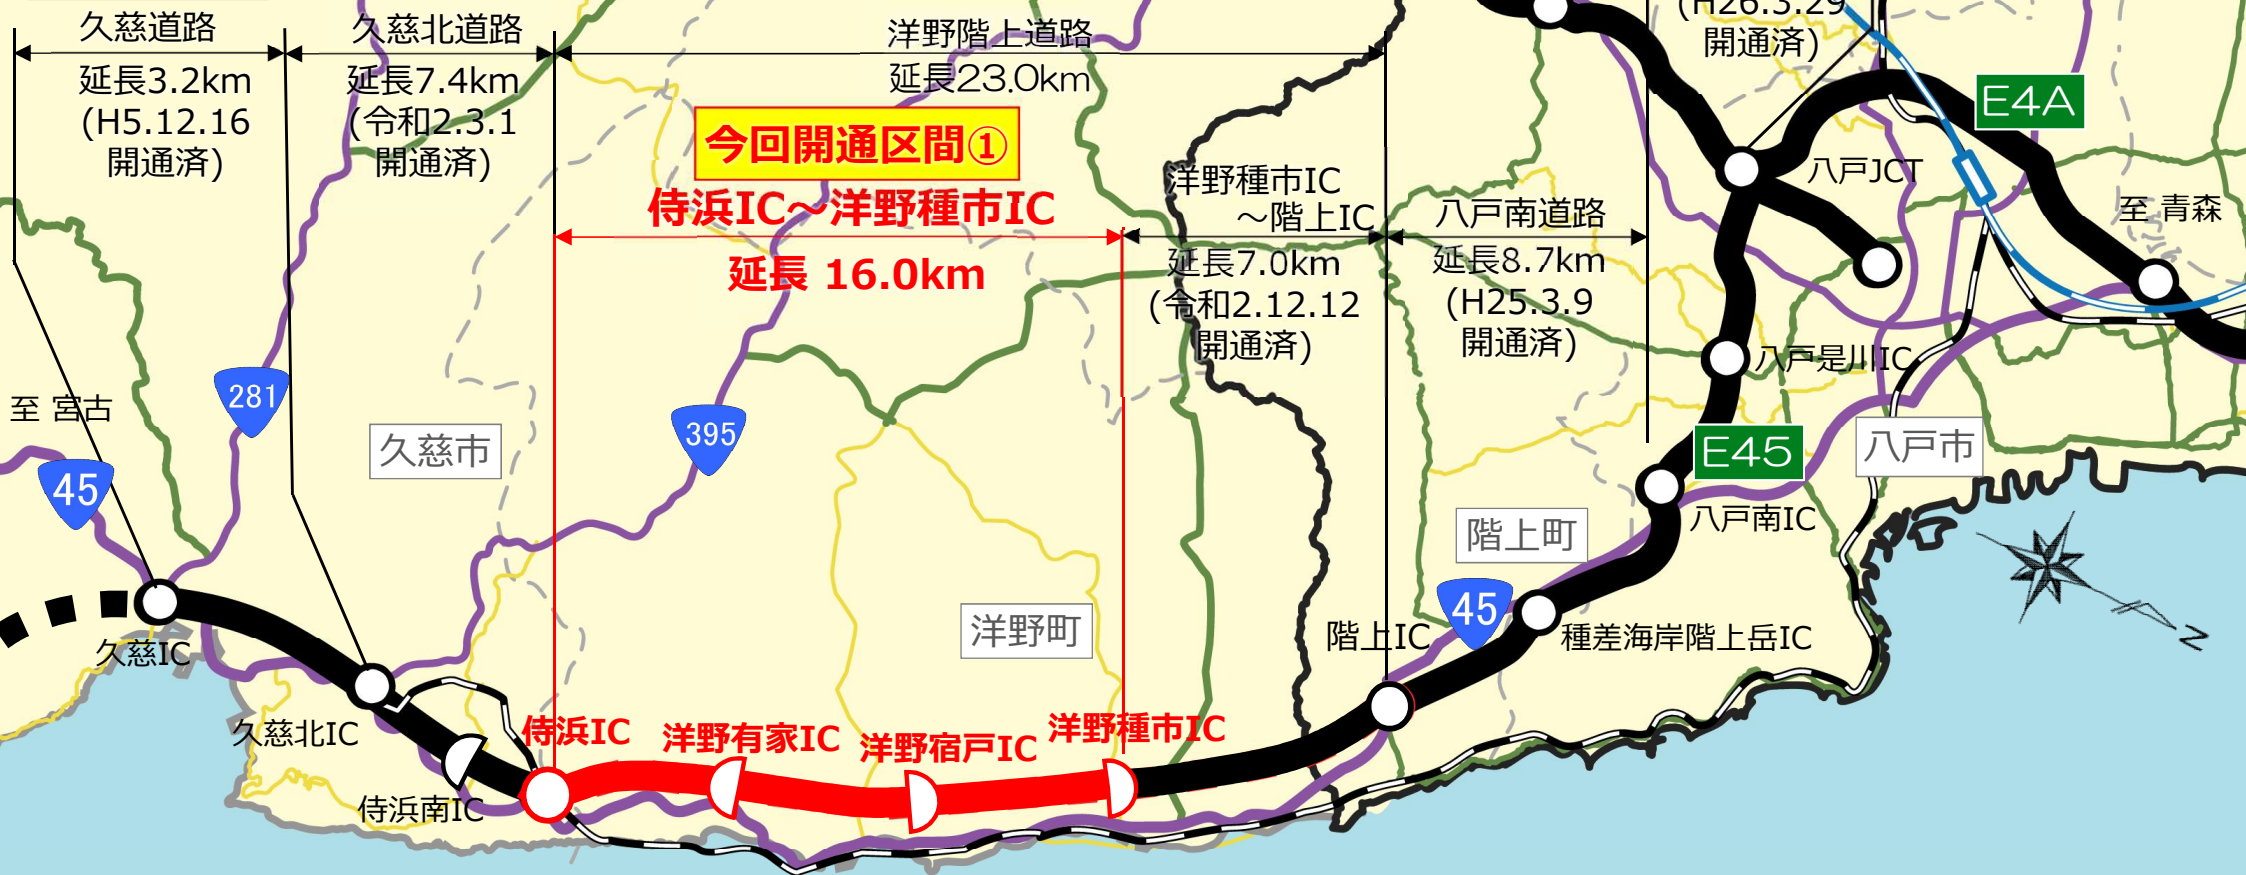 久慈道路
延長3.2km
(H5.12.16
開通済)
久慈北道路
延長7.4km
(令和2.3.1
開通済)
洋野階上道路
延長23.0km
今回開通区間①
侍浜IC～洋野種市IC
延長 16.0km
洋野種市IC
～階上IC
延長7.0km
(令和2.12.12
開通済)
八戸南道路
延長8.7km
(H25.3.9
開通済)
(H26.3.29
開通済)
E4A
八戸JCT
至 青森
八戸是川IC
E45
八戸市
八戸南IC
至 宮古
45
281
久慈市
395
階上町
45
洋野町
階上IC
種差海岸階上岳IC
久慈IC
久慈北IC
侍浜南IC
侍浜IC
洋野有家IC
洋野宿戸IC
洋野種市IC
N